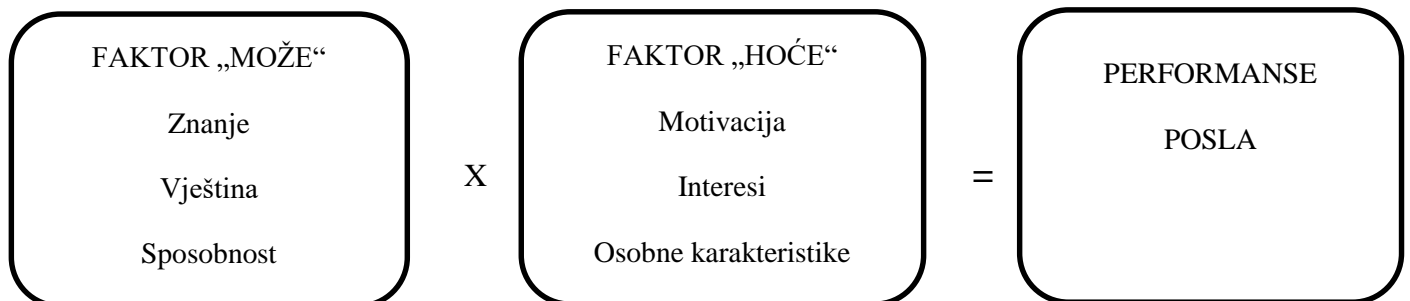 FAKTOR „MOŽE“
Znanje
Vještina
Sposobnost
X
FAKTOR „HOĆE“
Motivacija
Interesi
Osobne karakteristike
=
PERFORMANSE
POSLA